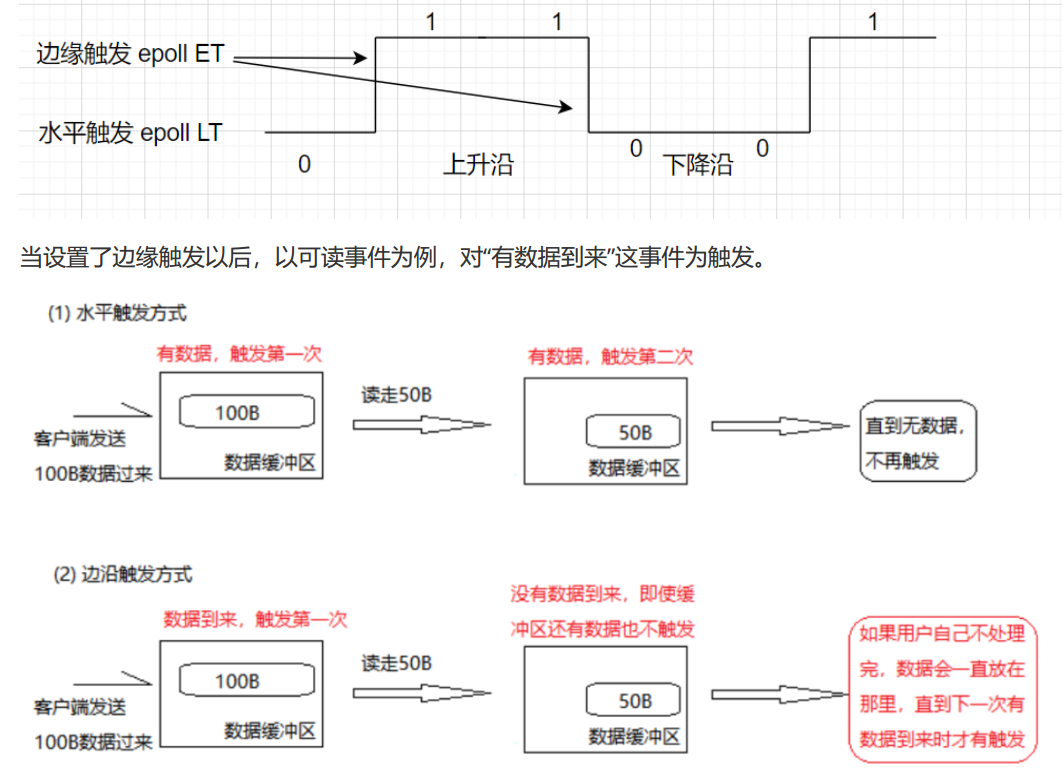 1
1
1
边缘触发 epoll ET
水平触发 epoll LT
0
上升沿
0
下降沿
0
当设置了边缘触发以后，以可读事件为例，对“有数据到来”这事件为触发。
(1) 水平触发方式
有数据，触发第一次
有数据，触发第二次
客户端发送
100B数据过来
100B
数据缓冲区
读走50B
50B
数据缓冲区
直到无数据，
不再触发
(2) 边沿触发方式
数据到来，触发第一次
没有数据到来，即使缓
冲区还有数据也不触发
客户端发送
100B数据过来
100B
数据缓冲区
读走50B
50B
数据缓冲区
如果用户自己不处理
完，数据会一直放在
那里，直到下一次有
数据到来时才有触发